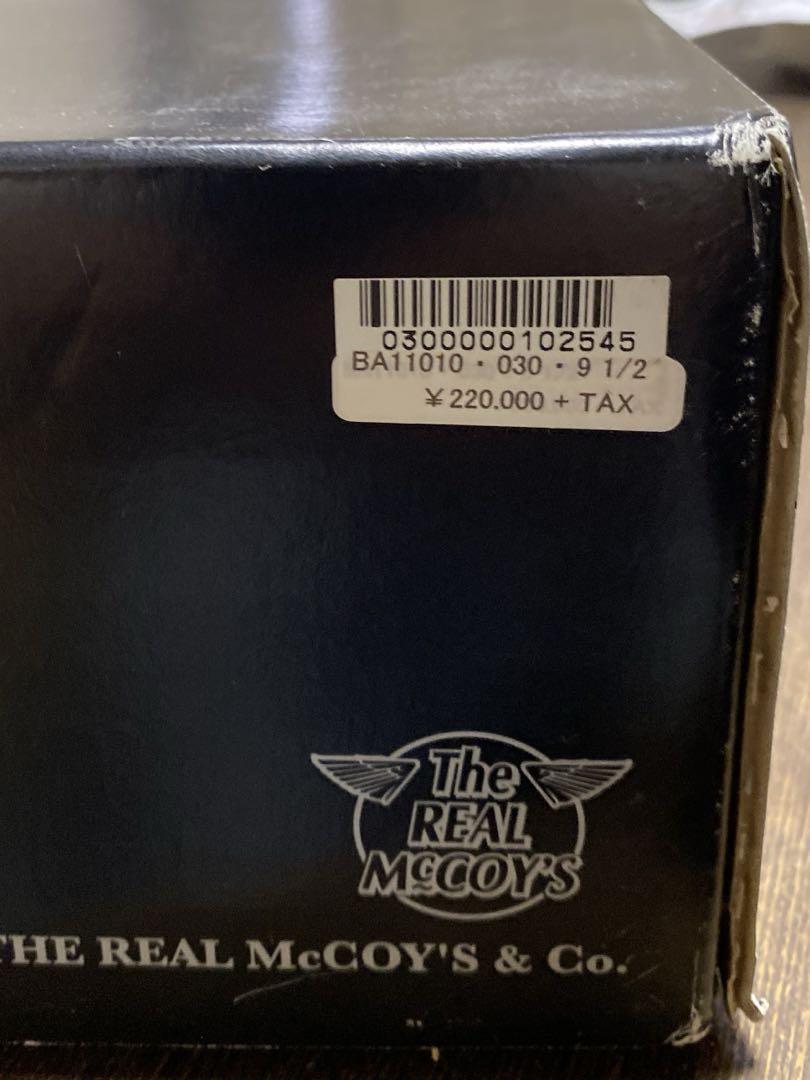 0300000102545
BA11010・030・9 1/2
¥220.000 + TAX
The
REAL
McCOY'S
THE REAL McCOY'S & Co.